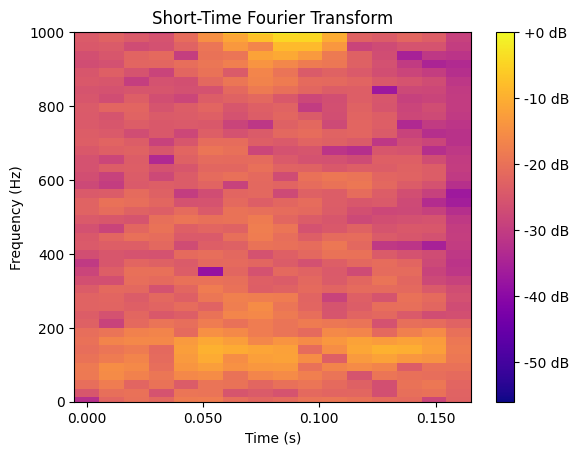 Short-Time Fourier Transform
1000
800
600
400
200
0
Frequency (Hz)
0.000
0.050
0.100
0.150
Time (s)
+0 dB
-10 dB
-20 dB
-30 dB
-40 dB
-50 dB